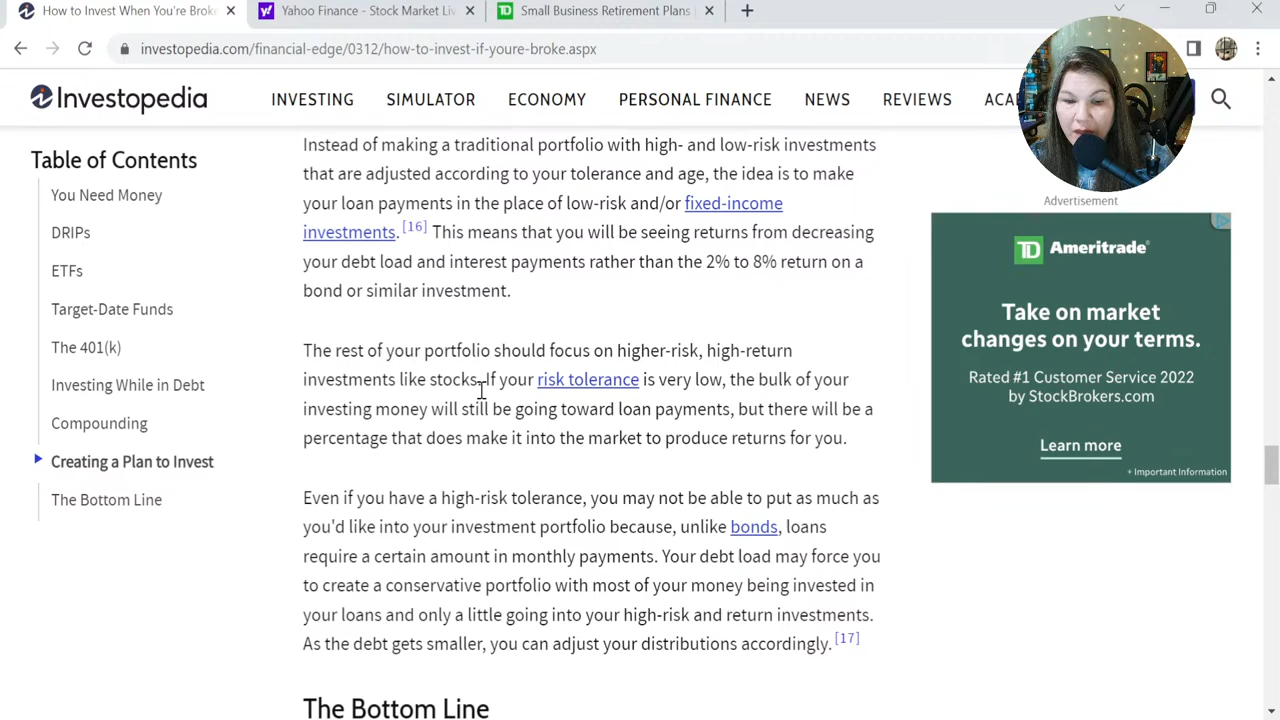 How to Invest When You're Broke
Yahoo Finance - Stock Market Liv
Small Business Retirement Plans
investopedia.com/financial-edge/0312/how-to-invest-if-youre-broke.aspx
Investopedia
INVESTING
SIMULATOR
ECONOMY
PERSONAL FINANCE
NEWS
REVIEWS
ACA
Table of Contents
You Need Money
DRIPs
ETFs
Target-Date Funds
The 401(k)
Investing While in Debt
Compounding
Creating a Plan to Invest
The Bottom Line
Instead of making a traditional portfolio with high- and low-risk investments
that are adjusted according to your tolerance and age, the idea is to make
your loan payments in the place of low-risk and/or fixed-income
investments.[16] This means that you will be seeing returns from decreasing
your debt load and interest payments rather than the 2% to 8% return on a
bond or similar investment.
The rest of your portfolio should focus on higher-risk, high-return
investments like stocks. If your risk tolerance is very low, the bulk of your
investing money will still be going toward loan payments, but there will be a
percentage that does make it into the market to produce returns for you.
Even if you have a high-risk tolerance, you may not be able to put as much as
you'd like into your investment portfolio because, unlike bonds, loans
require a certain amount in monthly payments. Your debt load may force you
to create a conservative portfolio with most of your money being invested in
your loans and only a little going into your high-risk and return investments.
As the debt gets smaller, you can adjust your distributions accordingly.[17]
The Bottom Line
Advertisement
TD Ameritrade®
Take on market
changes on your terms.
Rated #1 Customer Service 2022
by StockBrokers.com
Learn more
+ Important Information